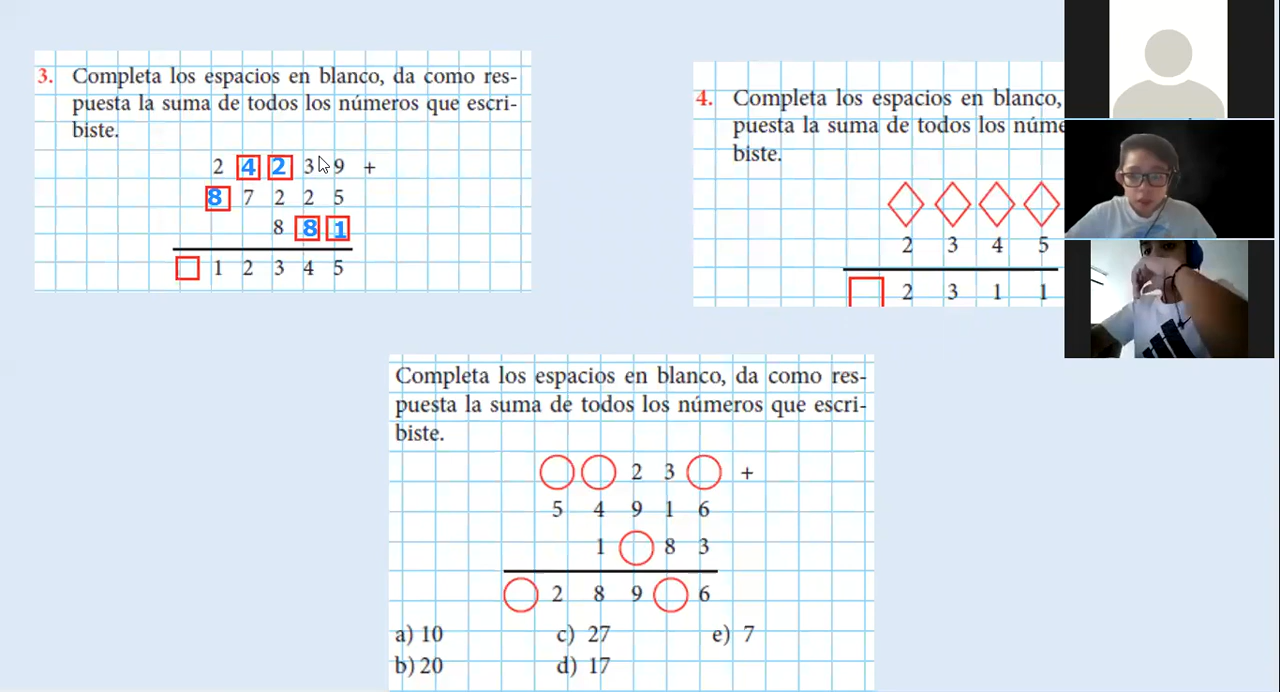 3. Completa los espacios en blanco, da como res-
puesta la suma de todos los números que escri-
biste.
2 4 2 3 9 +
8 7 2 2 5
8 8 1
1 2 3 4 5
4. Completa los espacios en blanco,
puesta la suma de todos los núme
biste.
2 3 4 5
2 3 1 1
Completa los espacios en blanco, da como res-
puesta la suma de todos los números que escri-
biste.
2 3 +
5 4 9 1 6
1 8 3
2 8 9 6
a) 10 c) 27 e) 7
b) 20 d) 17